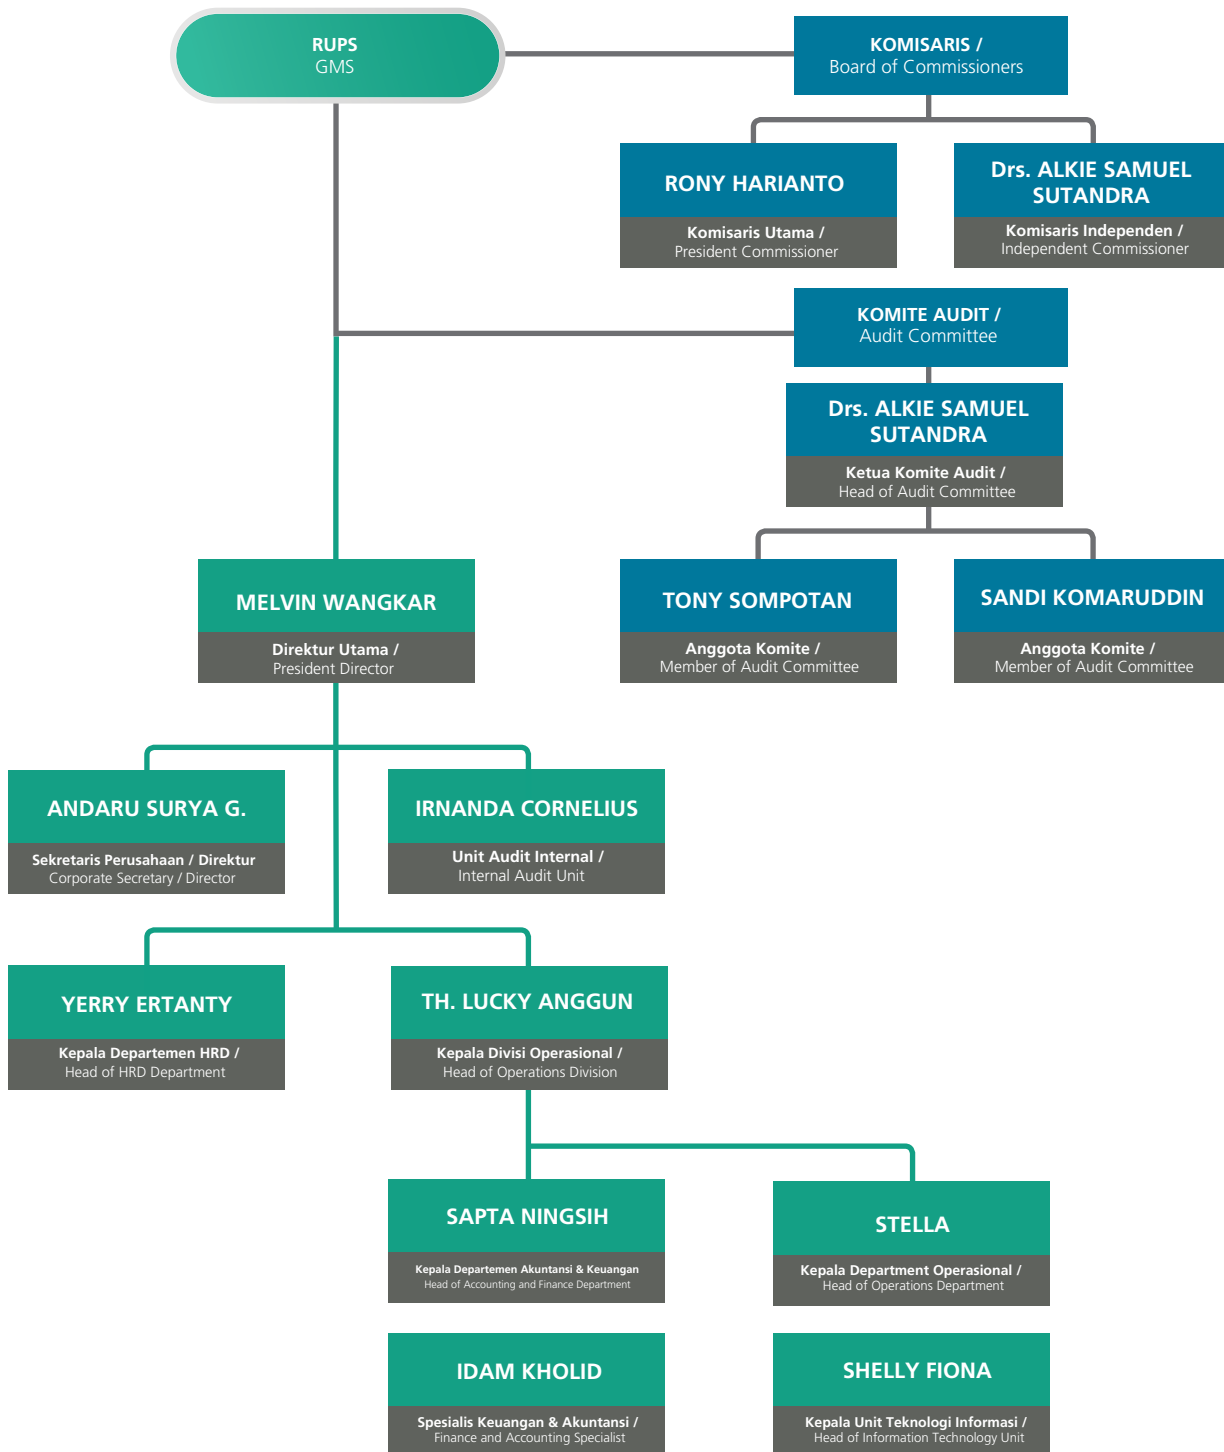 RUPS
GMS
KOMISARIS /
Board of Commissioners
RONY HARIANTO
Komisaris Utama /
President Commissioner
Drs. ALKIE SAMUEL
SUTANDRA
Komisaris Independen /
Independent Commissioner
KOMITE AUDIT /
Audit Committee
Drs. ALKIE SAMUEL
SUTANDRA
Ketua Komite Audit /
Head of Audit Committee
MELVIN WANGKAR
Direktur Utama /
President Director
TONY SOMPOTAN
Anggota Komite /
Member of Audit Committee
SANDI KOMARUDDIN
Anggota Komite /
Member of Audit Committee
ANDARU SURYA G.
Sekretaris Perusahaan / Direktur
Corporate Secretary / Director
IRNANDA CORNELIUS
Unit Audit Internal /
Internal Audit Unit
YERRY ERTANTY
Kepala Departemen HRD /
Head of HRD Department
TH. LUCKY ANGGUN
Kepala Divisi Operasional /
Head of Operations Division
SAPTA NINGSIH
Kepala Departemen Akuntansi & Keuangan
Head of Accounting and Finance Department
STELLA
Kepala Department Operasional /
Head of Operations Department
IDAM KHOLID
Spesialis Keuangan & Akuntansi /
Finance and Accounting Specialist
SHELLY FIONA
Kepala Unit Teknologi Informasi /
Head of Information Technology Unit